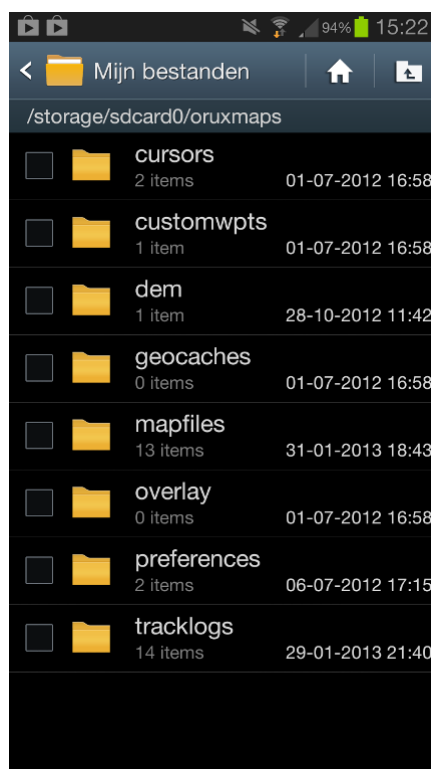 94% 15:22
Mijn bestanden
/storage/sdcard0/oruxmaps
cursors
2 items 01-07-2012 16:58
customwpts
1 item 01-07-2012 16:58
dem
1 item 28-10-2012 11:42
geocaches
0 items 01-07-2012 16:58
mapfiles
13 items 31-01-2013 18:43
overlay
0 items 01-07-2012 16:58
preferences
2 items 06-07-2012 17:15
tracklogs
14 items 29-01-2013 21:40